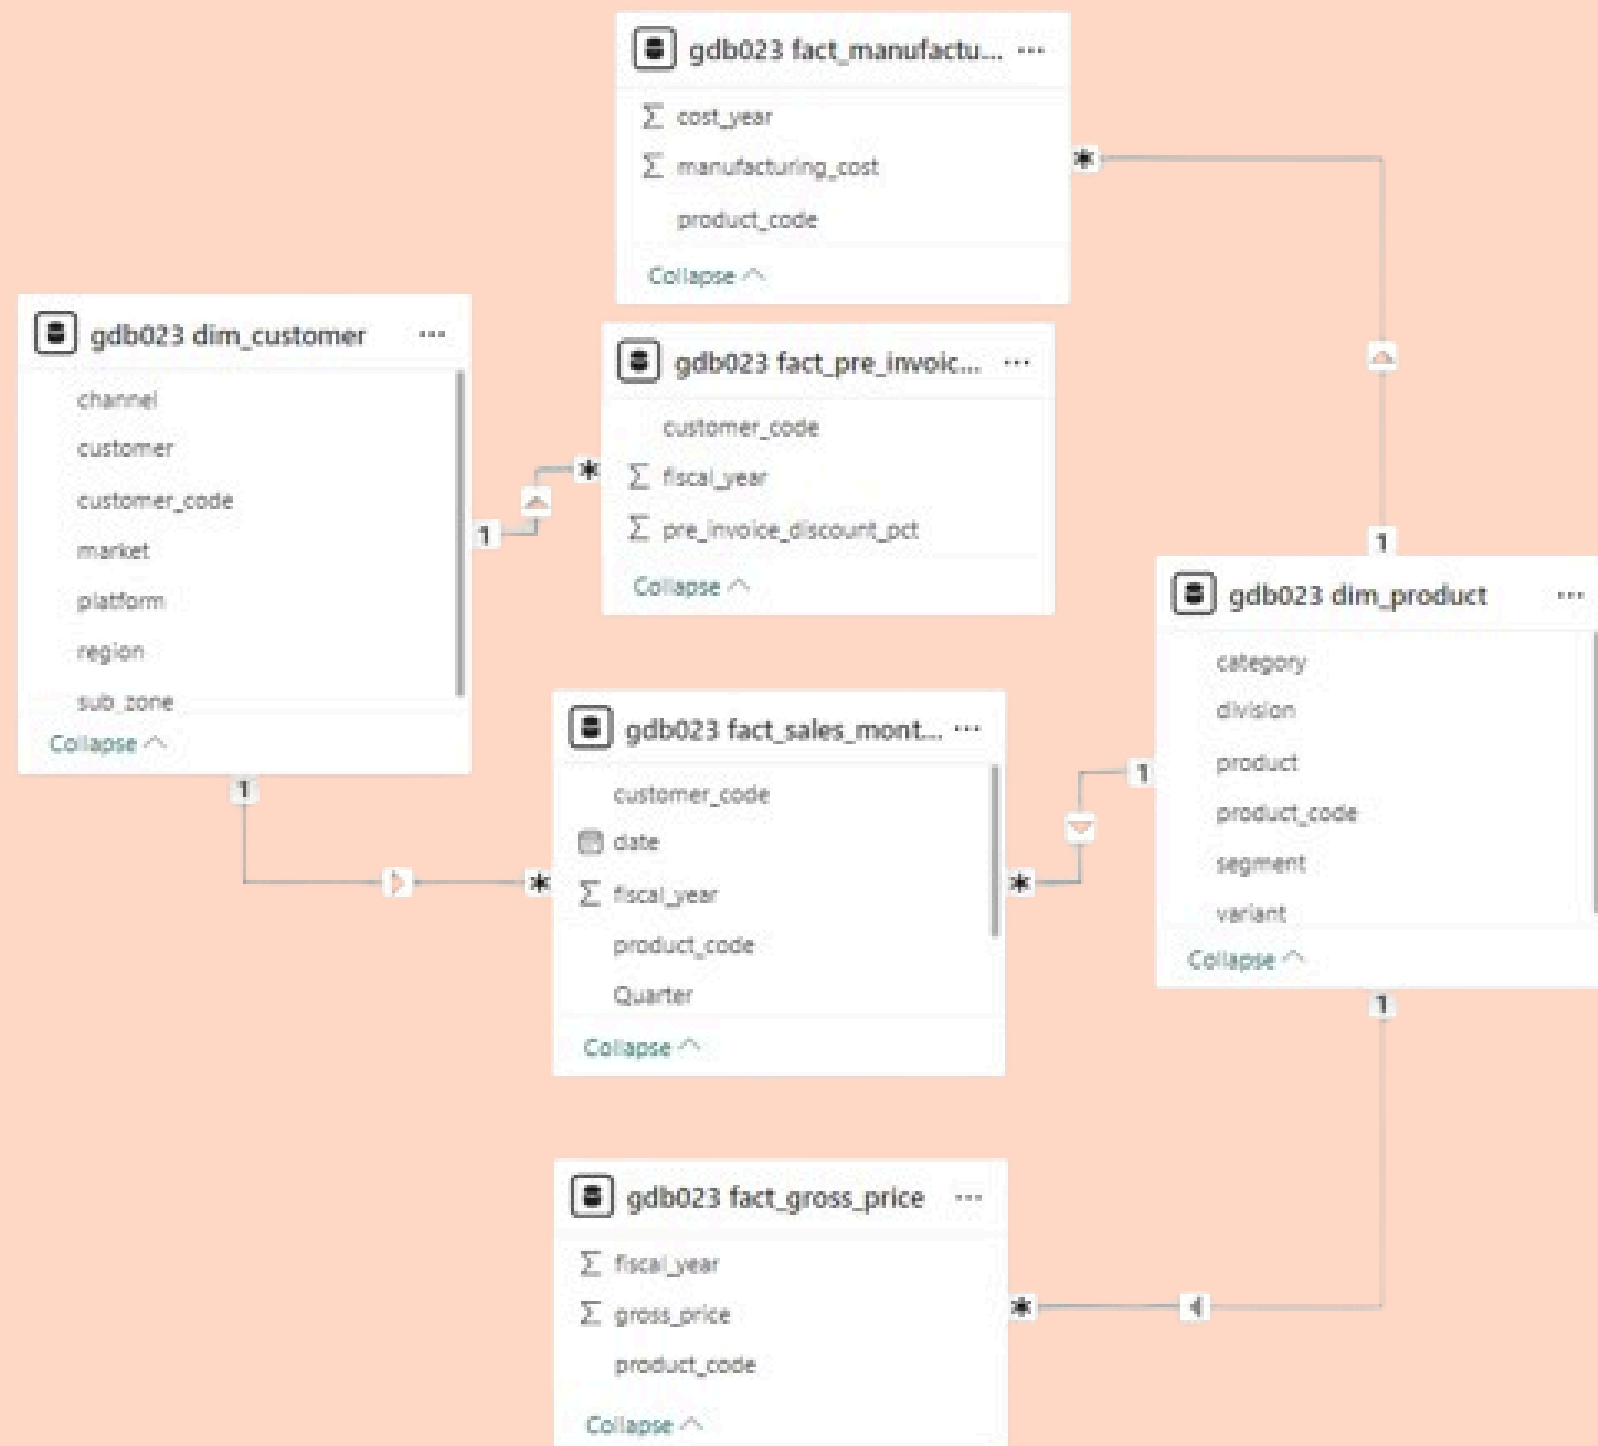 gdb023 fact_manufactu... ...
Σ cost_year
Σ manufacturing_cost
product_code
Collapse
*
gdb023 dim_customer ...
channel
customer
customer_code
market
platform
region
sub_zone
Collapse
1
1
gdb023 fact_pre_invoic... ...
customer_code
Σ fiscal_year
Σ pre_invoice_discount_pct
Collapse
*
gdb023 fact_sales_mont... ...
customer_code
date
Σ fiscal_year
product_code
Quarter
Collapse
*
*
1
gdb023 dim_product ...
category
division
product
product_code
segment
variant
Collapse
1
1
gdb023 fact_gross_price ...
Σ fiscal_year
Σ gross_price
product_code
Collapse
*